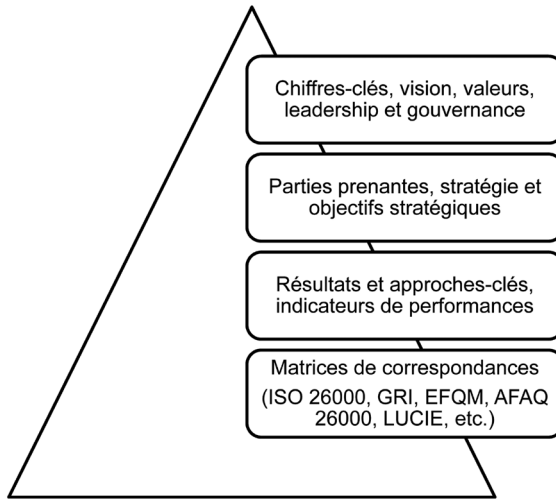 Chiffres-clés, vision, valeurs,
leadership et gouvernance
Parties prenantes, stratégie et
objectifs stratégiques
Résultats et approches-clés,
indicateurs de performances
Matrices de correspondances
(ISO 26000, GRI, EFQM, AFAQ
26000, LUCIE, etc.)